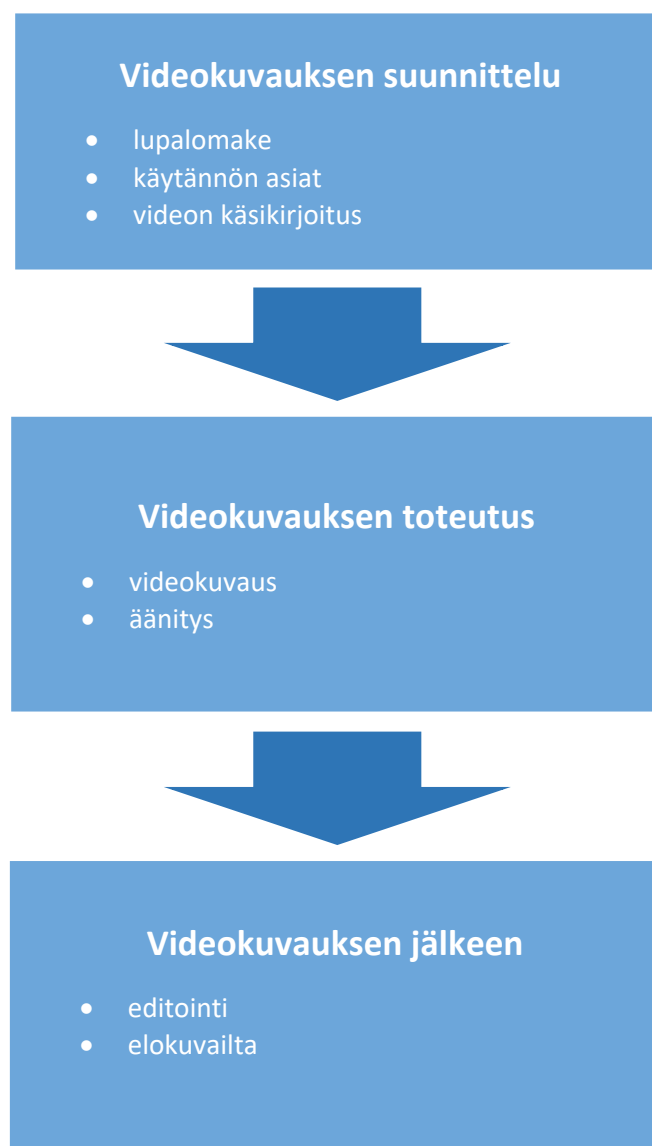 Videokuvauksen suunnittelu
• lupalomake
• käytännön asiat
• videon käsikirjoitus
Videokuvauksen toteutus
• videokuvaus
• äänitys
Videokuvauksen jälkeen
• editointi
• elokuvailta